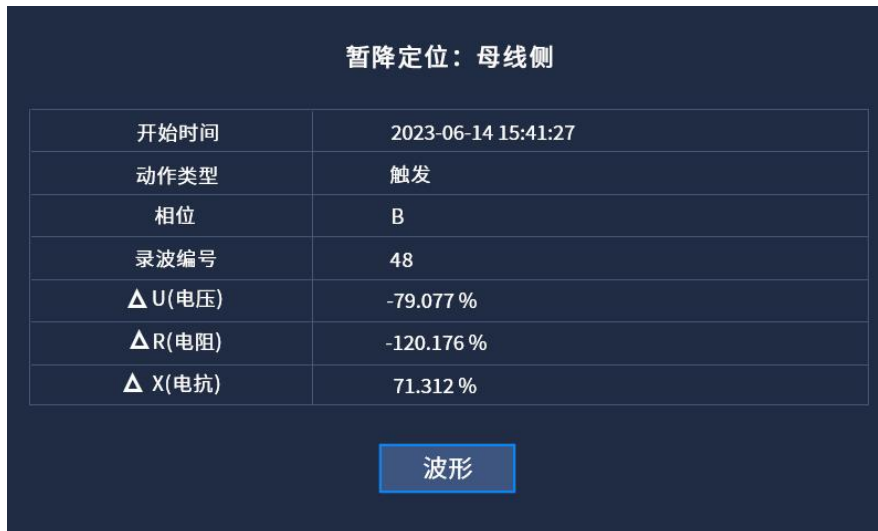 暂降定位：母线侧
开始时间 2023-06-14 15:41:27
动作类型 触发
相位 B
录波编号 48
Δ U(电压) -79.077 %
Δ R(电阻) -120.176 %
Δ X(电抗) 71.312 %
波形